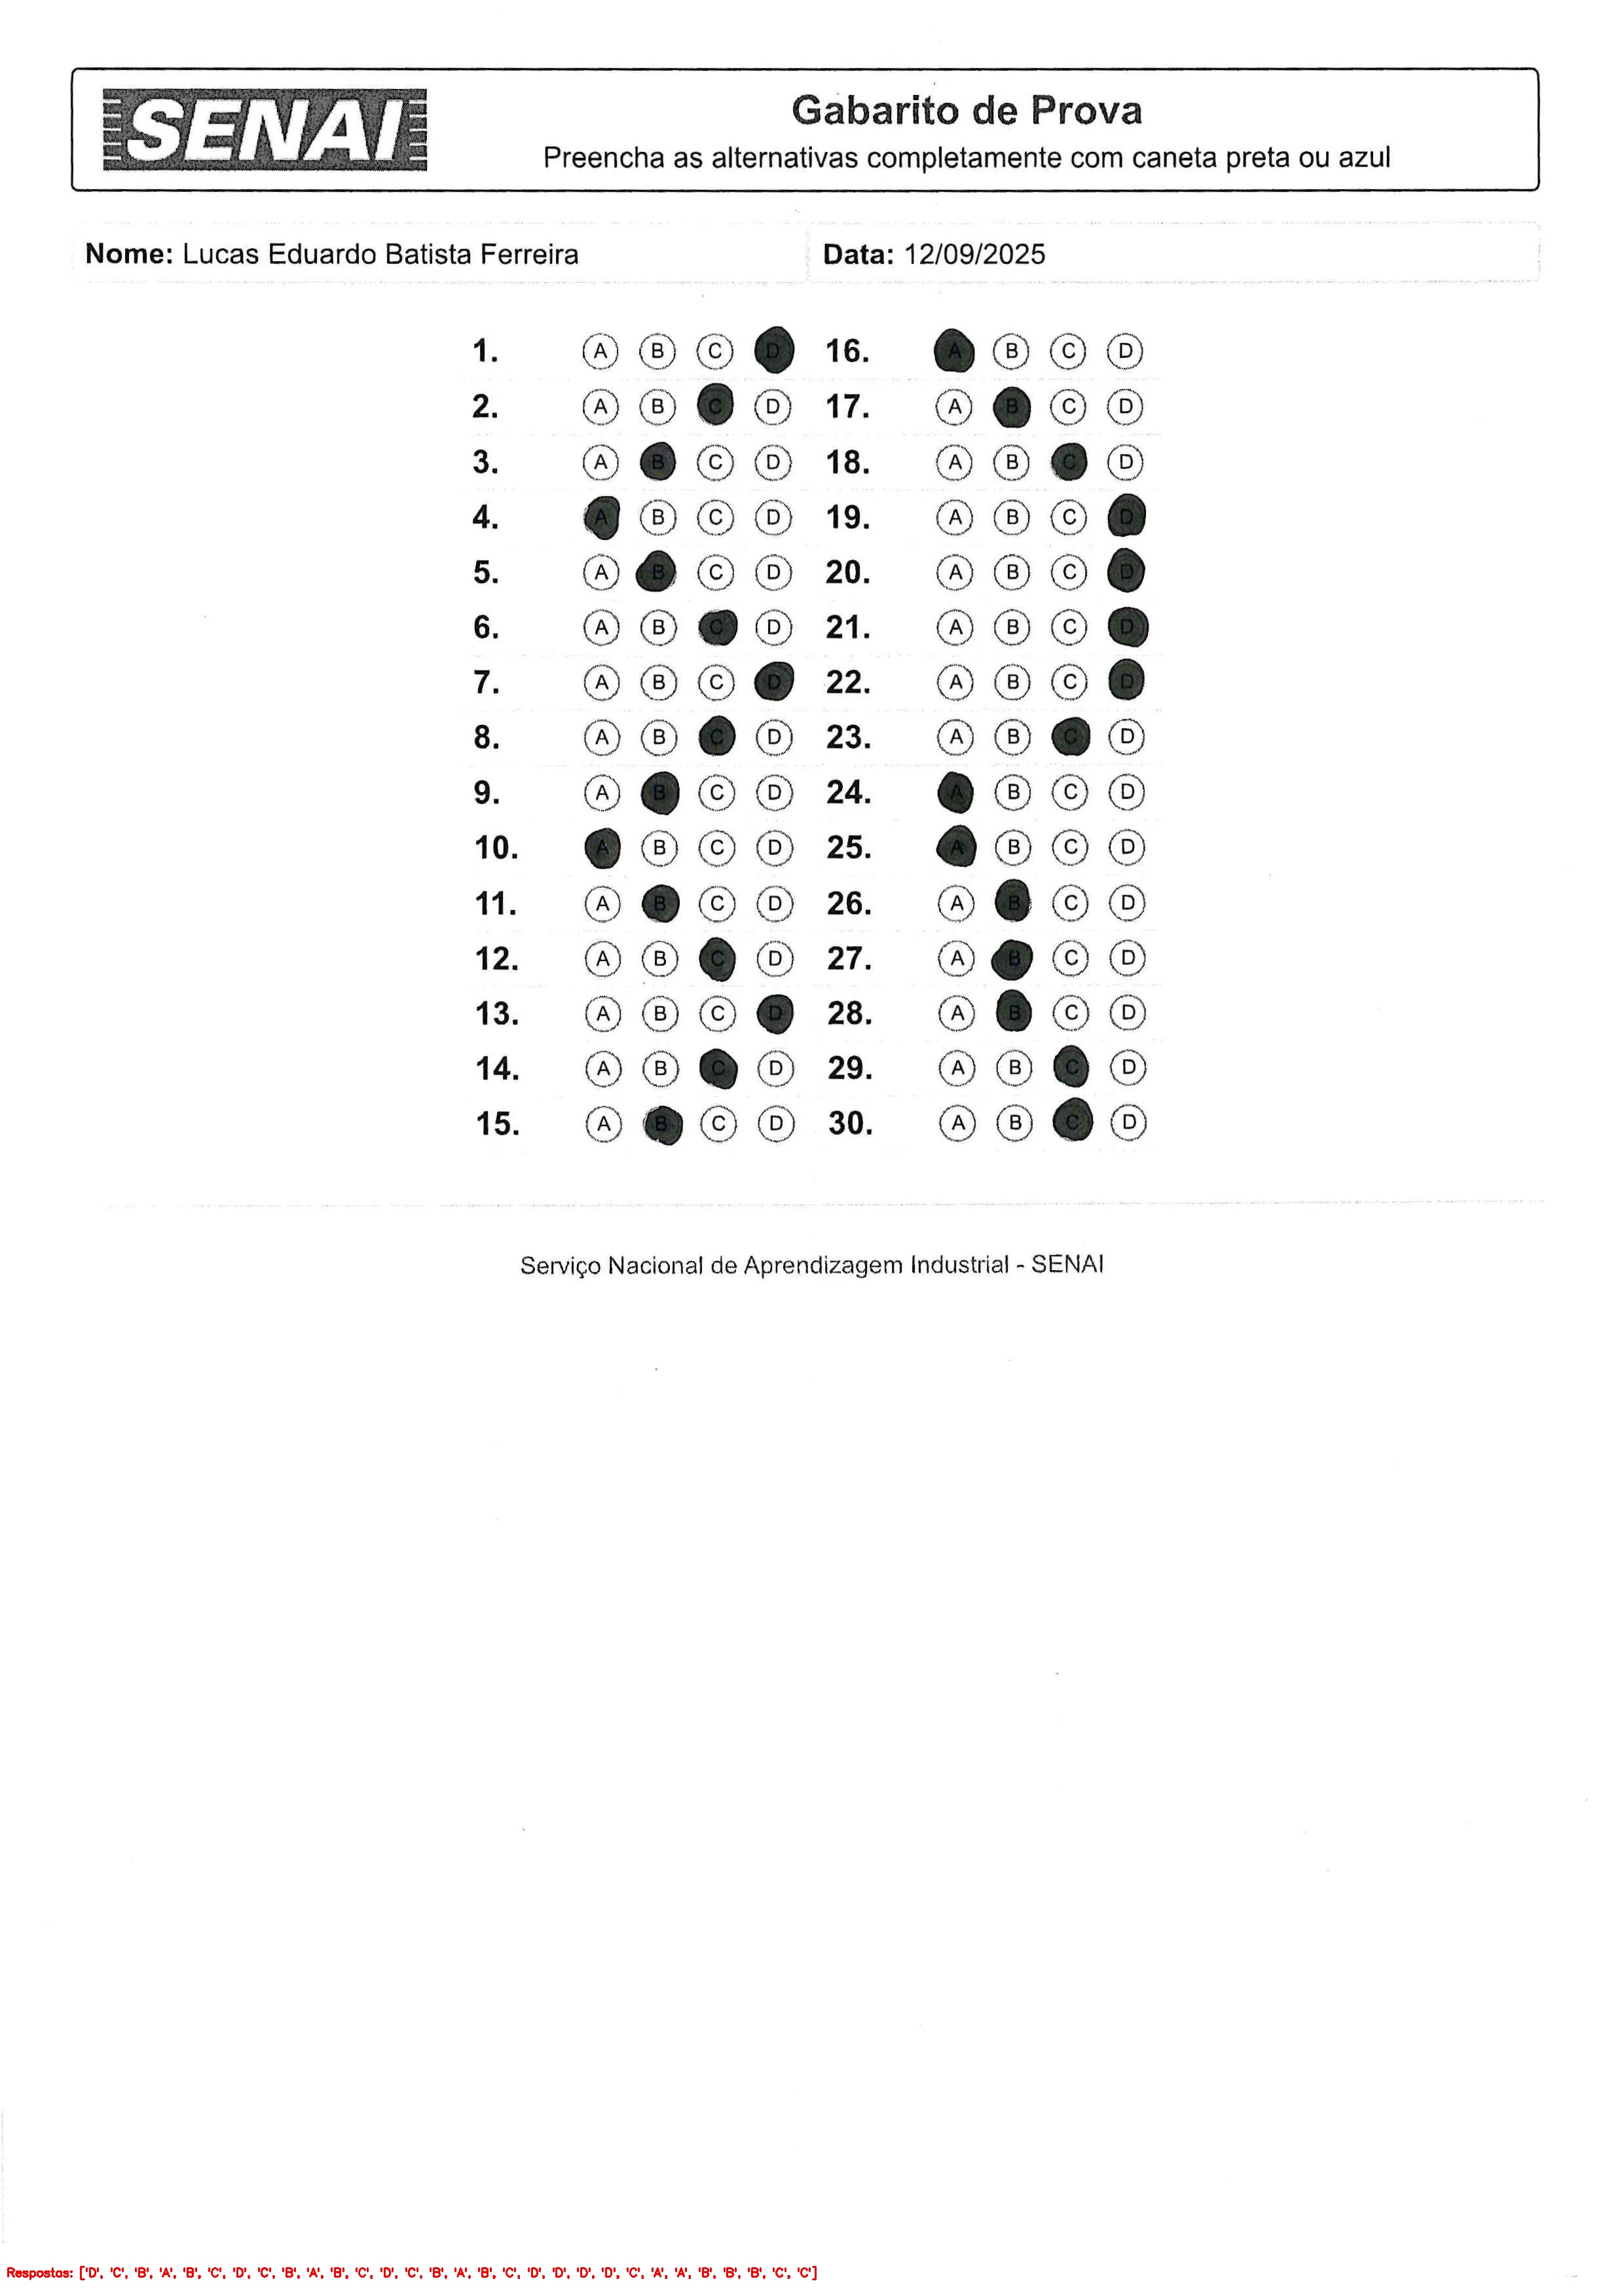 SENAI
Gabarito de Prova
Preencha as alternativas completamente com caneta preta ou azul
Nome: Lucas Eduardo Batista Ferreira Data: 12/09/2025
1. A B C D 16. A B C D
2. A B C D 17. A B C D
3. A B C D 18. A B C D
4. A B C D 19. A B C D
5. A B C D 20. A B C D
6. A B C D 21. A B C D
7. A B C D 22. A B C D
8. A B C D 23. A B C D
9. A B C D 24. A B C D
10. A B C D 25. A B C D
11. A B C D 26. A B C D
12. A B C D 27. A B C D
13. A B C D 28. A B C D
14. A B C D 29. A B C D
15. A B C D 30. A B C D
Serviço Nacional de Aprendizagem Industrial - SENAI
Respostas: ['D', 'C', 'B', 'A', 'B', 'C', 'D', 'C', 'B', 'A', 'B', 'C', 'D', 'C', 'B', 'A', 'B', 'C', 'D', 'D', 'D', 'D', 'C', 'A', 'A', 'B', 'B', 'B', 'C', 'C']